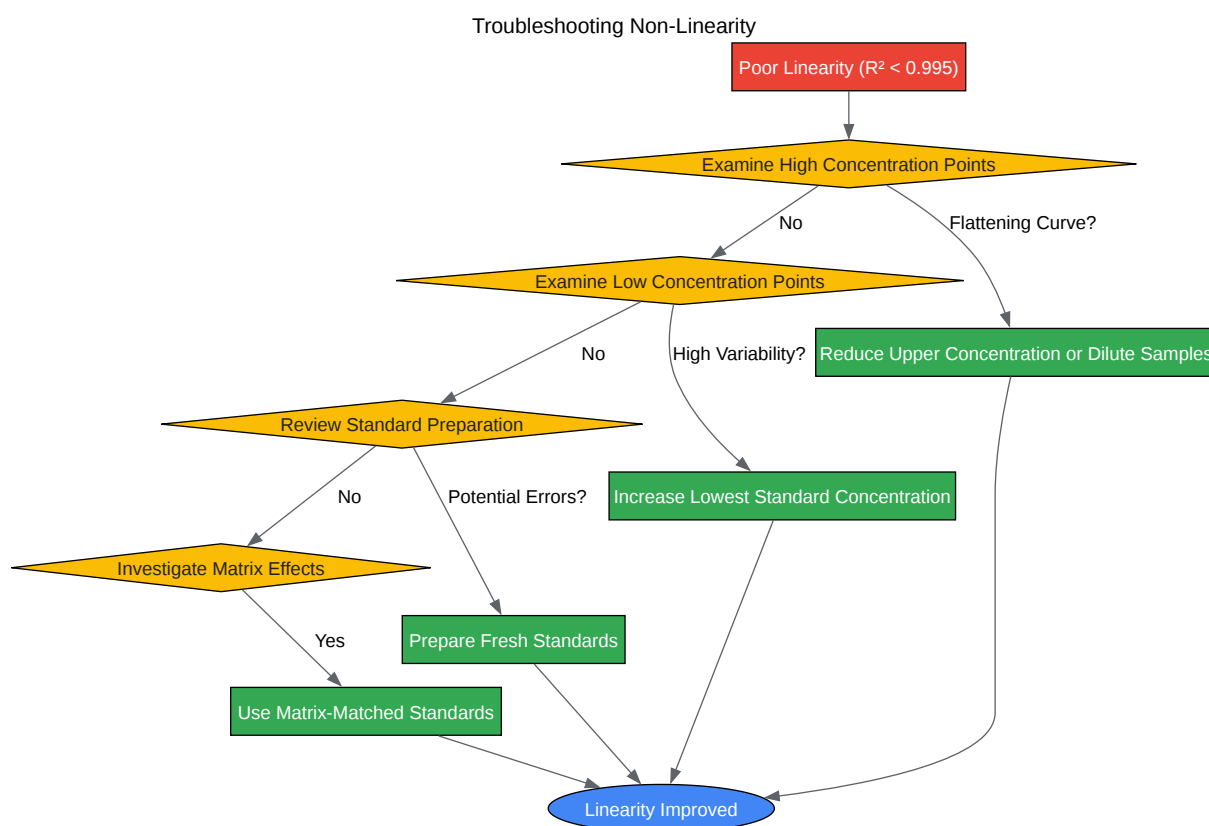 Troubleshooting Non-Linearity
Poor Linearity (R² < 0.995)
Examine High Concentration Points
No
Flattening Curve?
Examine Low Concentration Points
No
High Variability?
Reduce Upper Concentration or Dilute Samples
Review Standard Preparation
No
Potential Errors?
Increase Lowest Standard Concentration
Investigate Matrix Effects
Yes
Prepare Fresh Standards
Use Matrix-Matched Standards
Linearity Improved